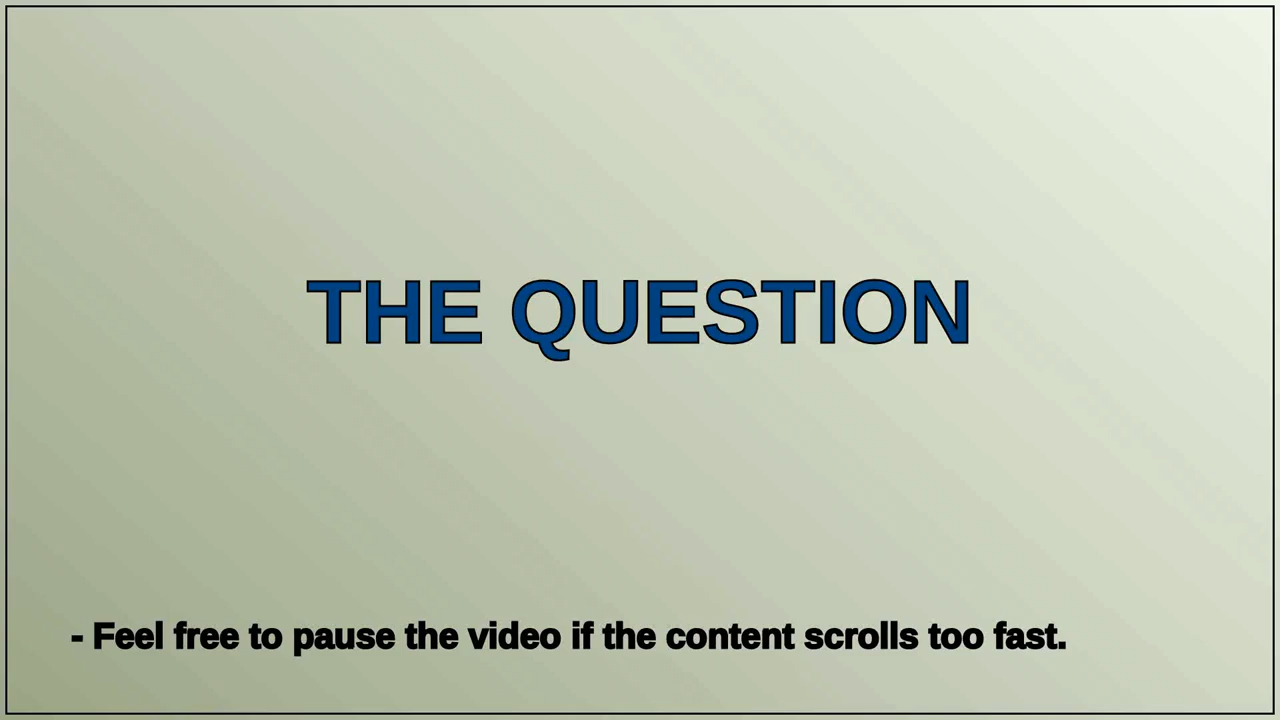 THE QUESTION
- Feel free to pause the video if the content scrolls too fast.